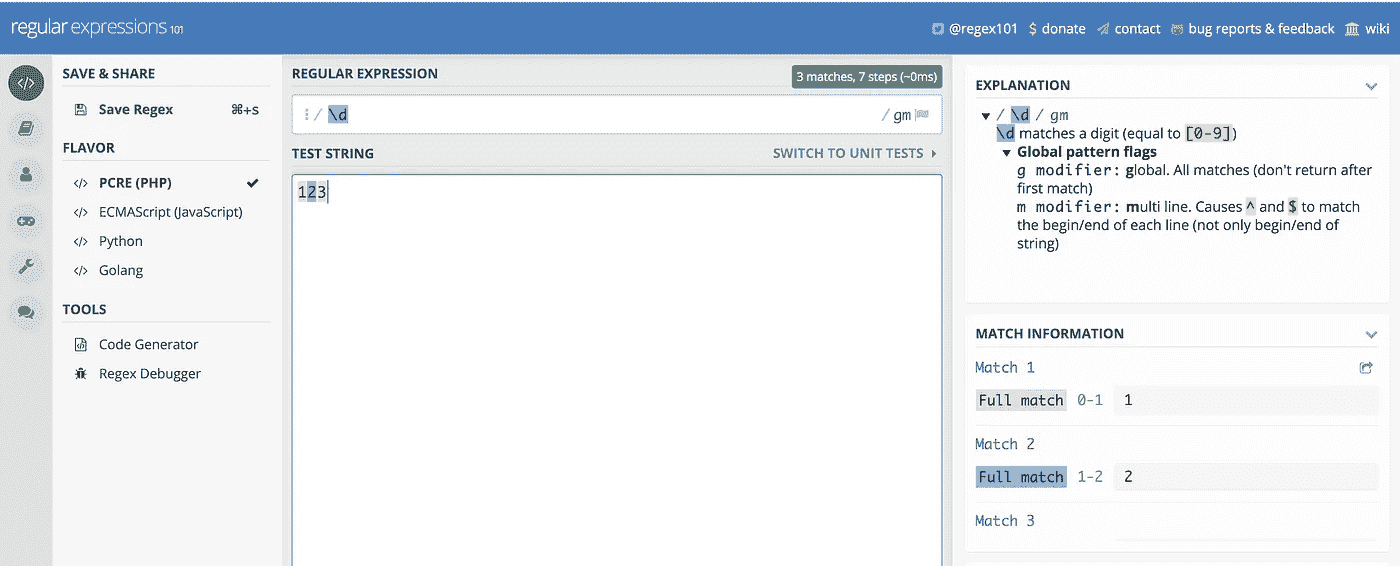 regular expressions 101
@regex101 $ donate contact bug reports & feedback wiki
SAVE & SHARE
Save Regex ⌘+S
FLAVOR
</> PCRE (PHP) ✔
</> ECMAScript (JavaScript)
</> Python
</> Golang
TOOLS
Code Generator
Regex Debugger
REGULAR EXPRESSION
3 matches, 7 steps (~0ms)
/ \d / gm
TEST STRING
SWITCH TO UNIT TESTS
123
EXPLANATION
/ \d / gm
\d matches a digit (equal to [0-9])
Global pattern flags
g modifier: global. All matches (don't return after
first match)
m modifier: multi line. Causes ^ and $ to match
the begin/end of each line (not only begin/end of
string)
MATCH INFORMATION
Match 1
Full match 0-1 1
Match 2
Full match 1-2 2
Match 3